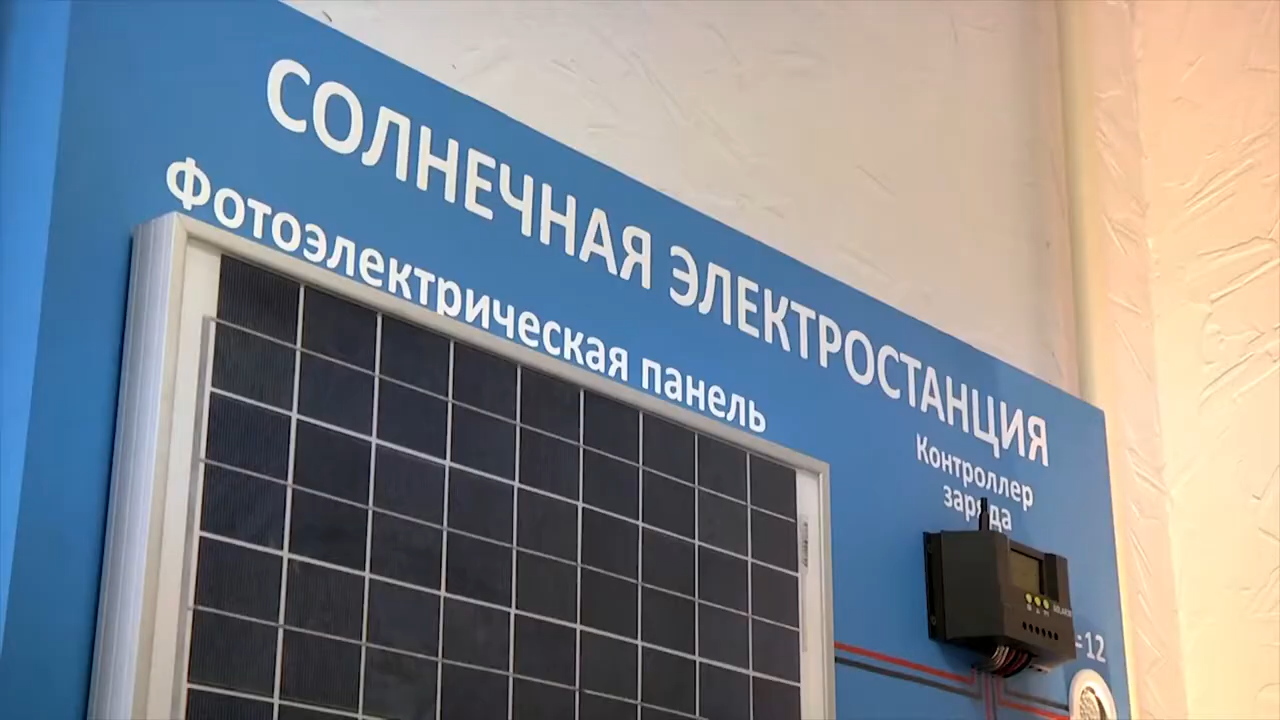 СОЛНЕЧНАЯ ЭЛЕКТРОСТАНЦИЯ
Фотоэлектрическая панель
Контроллер
заряда
=12